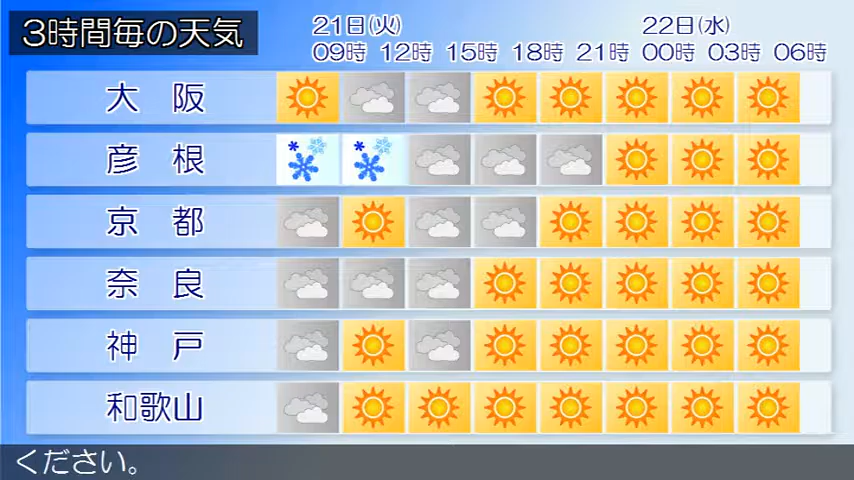 3時間毎の天気
21日(火) 22日(水)
09時 12時 15時 18時 21時 00時 03時 06時
大阪
彦根
京都
奈良
神戸
和歌山
ください。